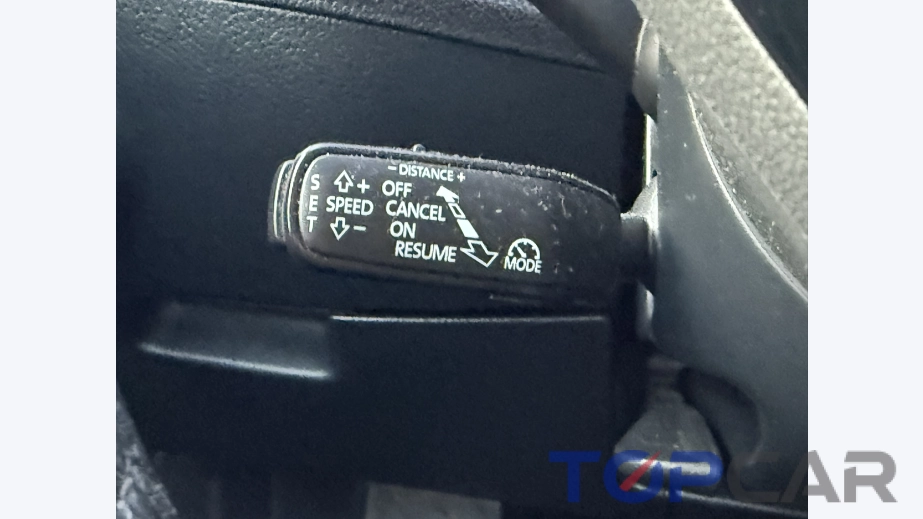 - DISTANCE +
S + OFF
E SPEED CANCEL
T - ON
RESUME
MODE
TOPCAR